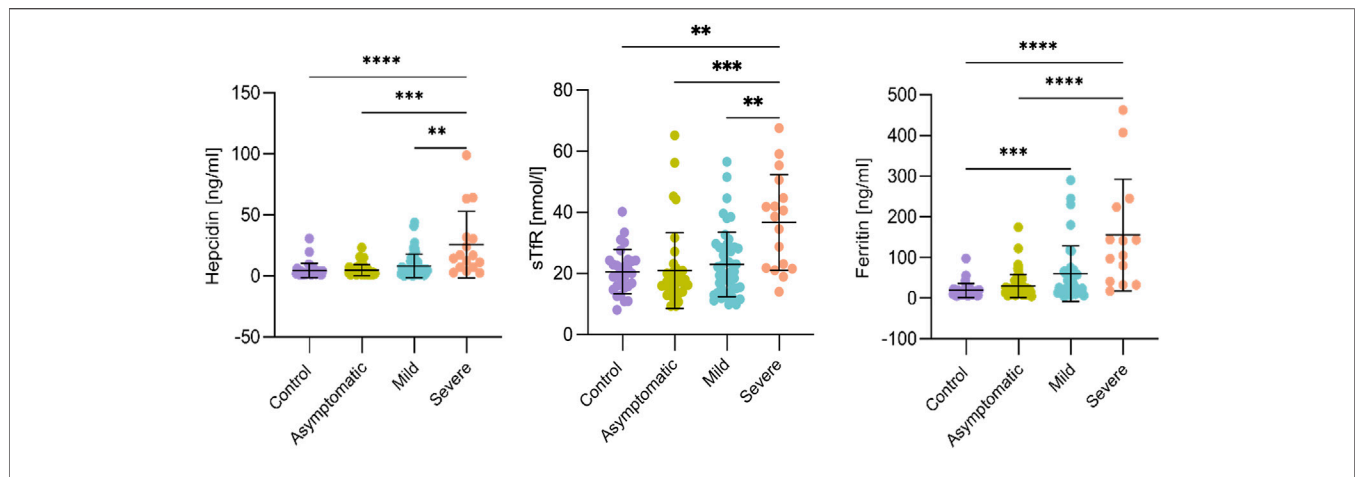 ****
***
**
Hepcidin [ng/ml]
150
100
50
0
-50
Control
Asymptomatic
Mild
Severe
**
***
**
sTfR [nmol/l]
80
60
40
20
0
Control
Asymptomatic
Mild
Severe
****
****
***
Ferritin [ng/ml]
500
400
300
200
100
0
-100
Control
Asymptomatic
Mild
Severe